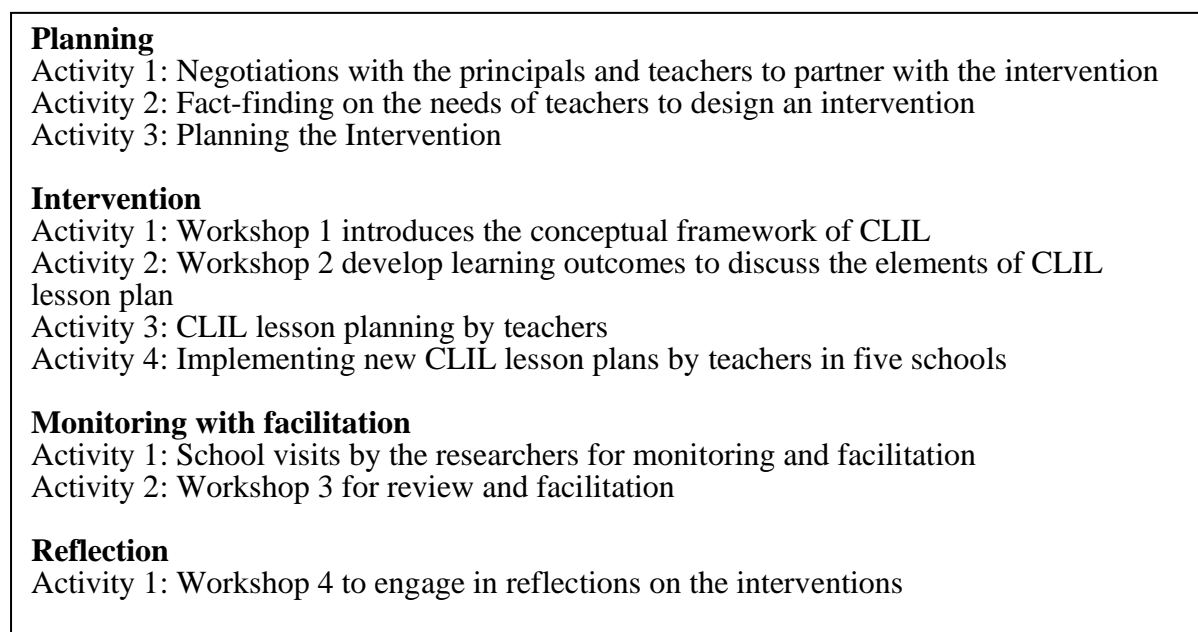 Planning
Activity 1: Negotiations with the principals and teachers to partner with the intervention
Activity 2: Fact-finding on the needs of teachers to design an intervention
Activity 3: Planning the Intervention
Intervention
Activity 1: Workshop 1 introduces the conceptual framework of CLIL
Activity 2: Workshop 2 develop learning outcomes to discuss the elements of CLIL
lesson plan
Activity 3: CLIL lesson planning by teachers
Activity 4: Implementing new CLIL lesson plans by teachers in five schools
Monitoring with facilitation
Activity 1: School visits by the researchers for monitoring and facilitation
Activity 2: Workshop 3 for review and facilitation
Reflection
Activity 1: Workshop 4 to engage in reflections on the interventions